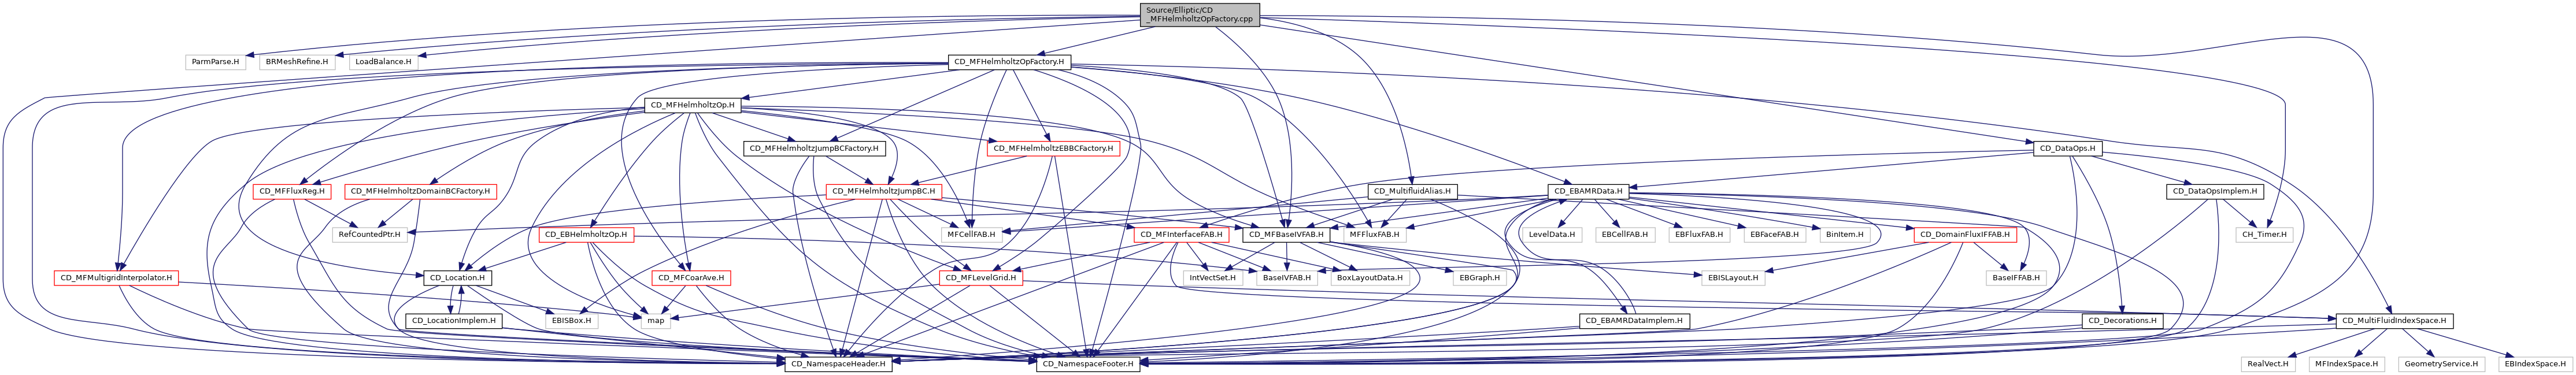 Source/Elliptic/CD
_MFHelmholtzOpFactory.cpp
ParmParse.H
BRMeshRefine.H
LoadBalance.H
CD_MFHelmholtzOpFactory.H
CD_MFHelmholtzOp.H
CD_MFHelmholtzJumpBCFactory.H
CD_MFHelmholtzEBBCFactory.H
CD_DataOps.H
CD_MFFluxReg.H
CD_MFHelmholtzDomainBCFactory.H
CD_MFHelmholtzJumpBC.H
CD_MultifluidAlias.H
CD_EBAMRData.H
CD_DataOpsImplem.H
RefCountedPtr.H
CD_EBHelmholtzOp.H
MFCellFAB.H
CD_MFInterfaceFAB.H
CD_MFBaseIVFAB.H
MFFluxFAB.H
LevelData.H
EBCellFAB.H
EBFluxFAB.H
EBFaceFAB.H
BinItem.H
CD_DomainFluxIFFAB.H
CH_Timer.H
CD_MFMultigridInterpolator.H
CD_Location.H
CD_MFCoarAve.H
CD_MFLevelGrid.H
IntVectSet.H
BaseIVFAB.H
BoxLayoutData.H
EBGraph.H
EBISLayout.H
BaseIFFAB.H
CD_LocationImplem.H
EBISBox.H
map
CD_EBAMRDataImplem.H
CD_Decorations.H
CD_MultiFluidIndexSpace.H
CD_NamespaceHeader.H
CD_NamespaceFooter.H
RealVect.H
MFIndexSpace.H
GeometryService.H
EBIndexSpace.H